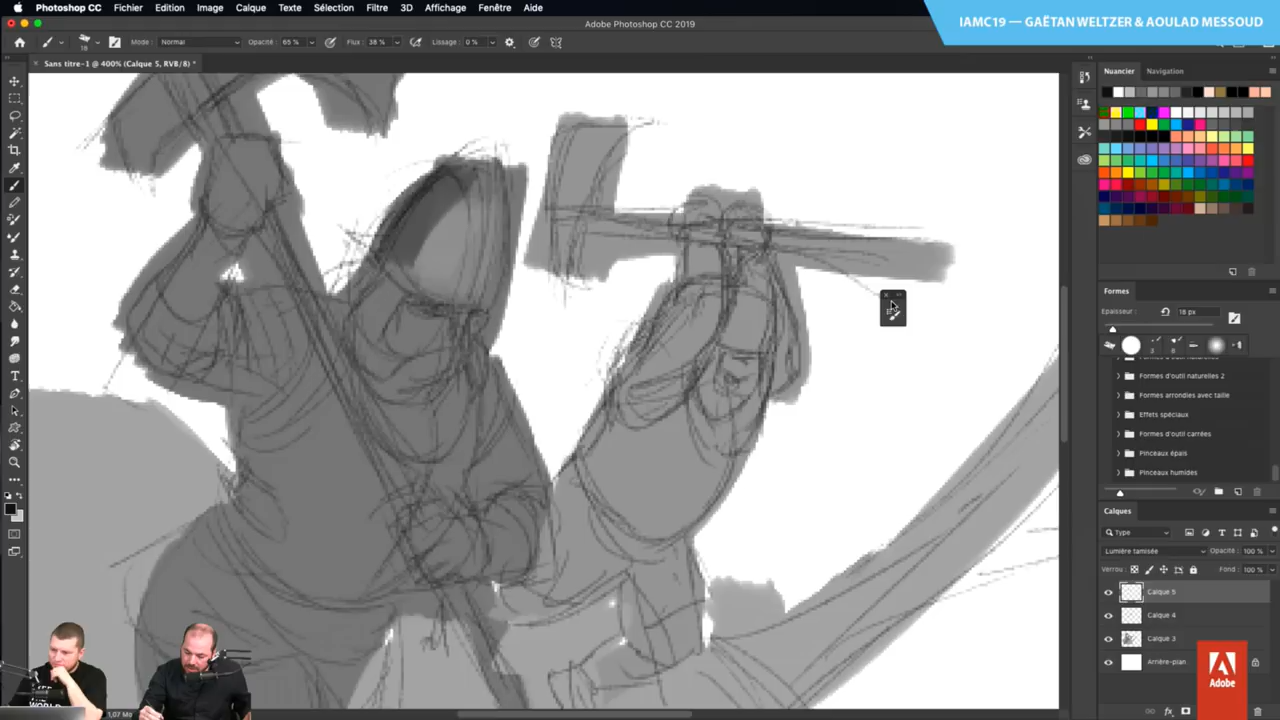 Photoshop CC Fichier Edition Image Calque Texte Sélection Filtre 3D Affichage Fenêtre Aide
IAMC19 — GAËTAN WELTZER & AOULAD MESSOUD
Adobe Photoshop CC 2019
18
Mode : Normal Opacité : 65 % Flux : 38 % Lissage : 0 %
Sans titre-1 @ 400% (Calque 5, RVB/8) *
Nuancier Navigation
Formes
Epaisseur : 18 px
Formes d'outil naturelles 2
Formes arrondies avec taille
Effets spéciaux
Formes d'outil carrées
Pinceaux épais
Pinceaux humides
Calques
Type
Lumière tamisée Opacité : 100 %
Verrou : Fond : 100 %
Calque 5
Calque 4
Calque 3
Arrière-plan
Adobe
1,07 Mo